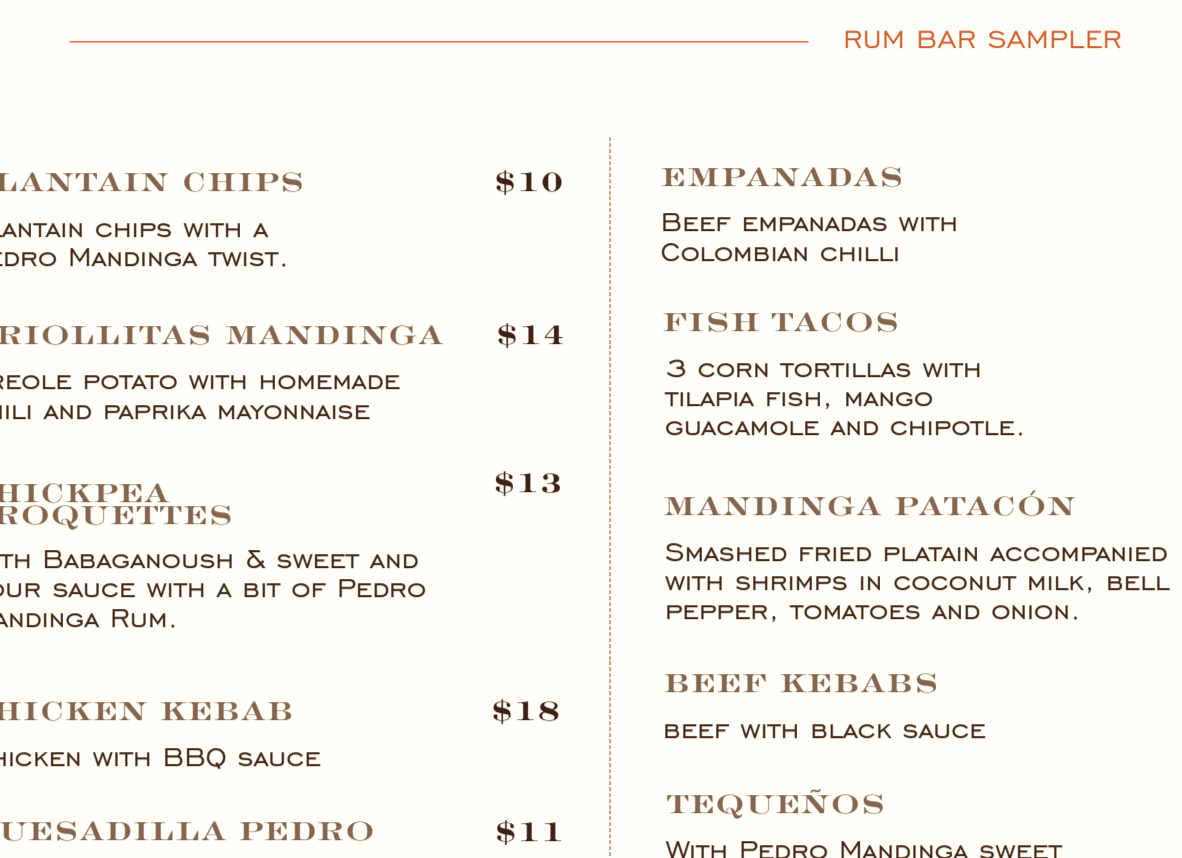 RUM BAR SAMPLER
LANTAIN CHIPS $10
LANTAIN CHIPS WITH A
EDRO MANDINGA TWIST.
RIOLLITAS MANDINGA $14
REOLE POTATO WITH HOMEMADE
ILI AND PAPRIKA MAYONNAISE
HICKPEA $13
ROQUETTES
TH BABAGANOUSH & SWEET AND
OUR SAUCE WITH A BIT OF PEDRO
ANDINGA RUM.
HICKEN KEBAB $18
HICKEN WITH BBQ SAUCE
UESADILLA PEDRO $11
EMPANADAS
BEEF EMPANADAS WITH
COLOMBIAN CHILLI
FISH TACOS
3 CORN TORTILLAS WITH
TILAPIA FISH, MANGO
GUACAMOLE AND CHIPOTLE.
MANDINGA PATACÓN
SMASHED FRIED PLATAIN ACCOMPANIED
WITH SHRIMPS IN COCONUT MILK, BELL
PEPPER, TOMATOES AND ONION.
BEEF KEBABS
BEEF WITH BLACK SAUCE
TEQUEÑOS
WITH PEDRO MANDINGA SWEET